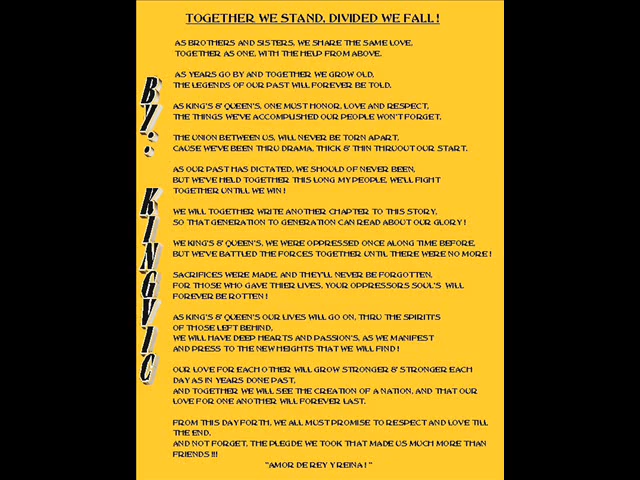 TOGETHER WE STAND, DIVIDED WE FALL!
AS BROTHERS AND SISTERS, WE SHARE THE SAME LOVE,
TOGETHER AS ONE, WITH THE HELP FROM ABOVE.
AS YEARS GO BY AND TOGETHER WE GROW OLD,
THE LEGENDS OF OUR PAST WILL FOREVER BE TOLD.
AS KING'S & QUEEN'S, ONE MUST HONOR, LOVE AND RESPECT,
THE THINGS WE'VE ACCOMPLISHED OUR PEOPLE WON'T FORGET.
THE UNION BETWEEN US, WILL NEVER BE TORN APART,
CAUSE WE'VE BEEN THRU DRAMA, THICK & THIN THRUOUT OUR START.
AS OUR PAST HAS DICTATED, WE SHOULD OF NEVER BEEN,
BUT WE'VE HELD TOGETHER THIS LONG MY PEOPLE, WE'LL FIGHT
TOGETHER UNTILL WE WIN!
WE WILL TOGETHER WRITE ANOTHER CHAPTER TO THIS STORY,
SO THAT GENERATION TO GENERATION CAN READ ABOUT OUR GLORY!
WE KING'S & QUEEN'S, WE WERE OPPRESSED ONCE ALONG TIME BEFORE,
BUT WE'VE BATTLED THE FORCES TOGETHER UNTIL THERE WERE NO MORE!
SACRIFICES WERE MADE, AND THEY'LL NEVER BE FORGOTTEN,
FOR THOSE WHO GAVE THIER LIVES, YOUR OPPRESSORS SOUL'S WILL
FOREVER BE ROTTEN!
AS KING'S & QUEEN'S OUR LIVES WILL GO ON, THRU THE SPIRIT'S
OF THOSE LEFT BEHIND,
WE WILL HAVE DEEP HEARTS AND PASSION'S, AS WE MANIFEST
AND PRESS TO THE NEW HEIGHTS THAT WE WILL FIND!
OUR LOVE FOR EACH OTHER WILL GROW STRONGER & STRONGER EACH
DAY AS IN YEARS DONE PAST,
AND TOGETHER WE WILL SEE THE CREATION OF A NATION, AND THAT OUR
LOVE FOR ONE ANOTHER WILL FOREVER LAST.
FROM THIS DAY FORTH, WE ALL MUST PROMISE TO RESPECT AND LOVE TILL
THE END,
AND NOT FORGET, THE PLEGDE WE TOOK THAT MADE US MUCH MORE THAN
FRIENDS !!!
"AMOR DE REY Y REINA!"
BY: KINGVIC